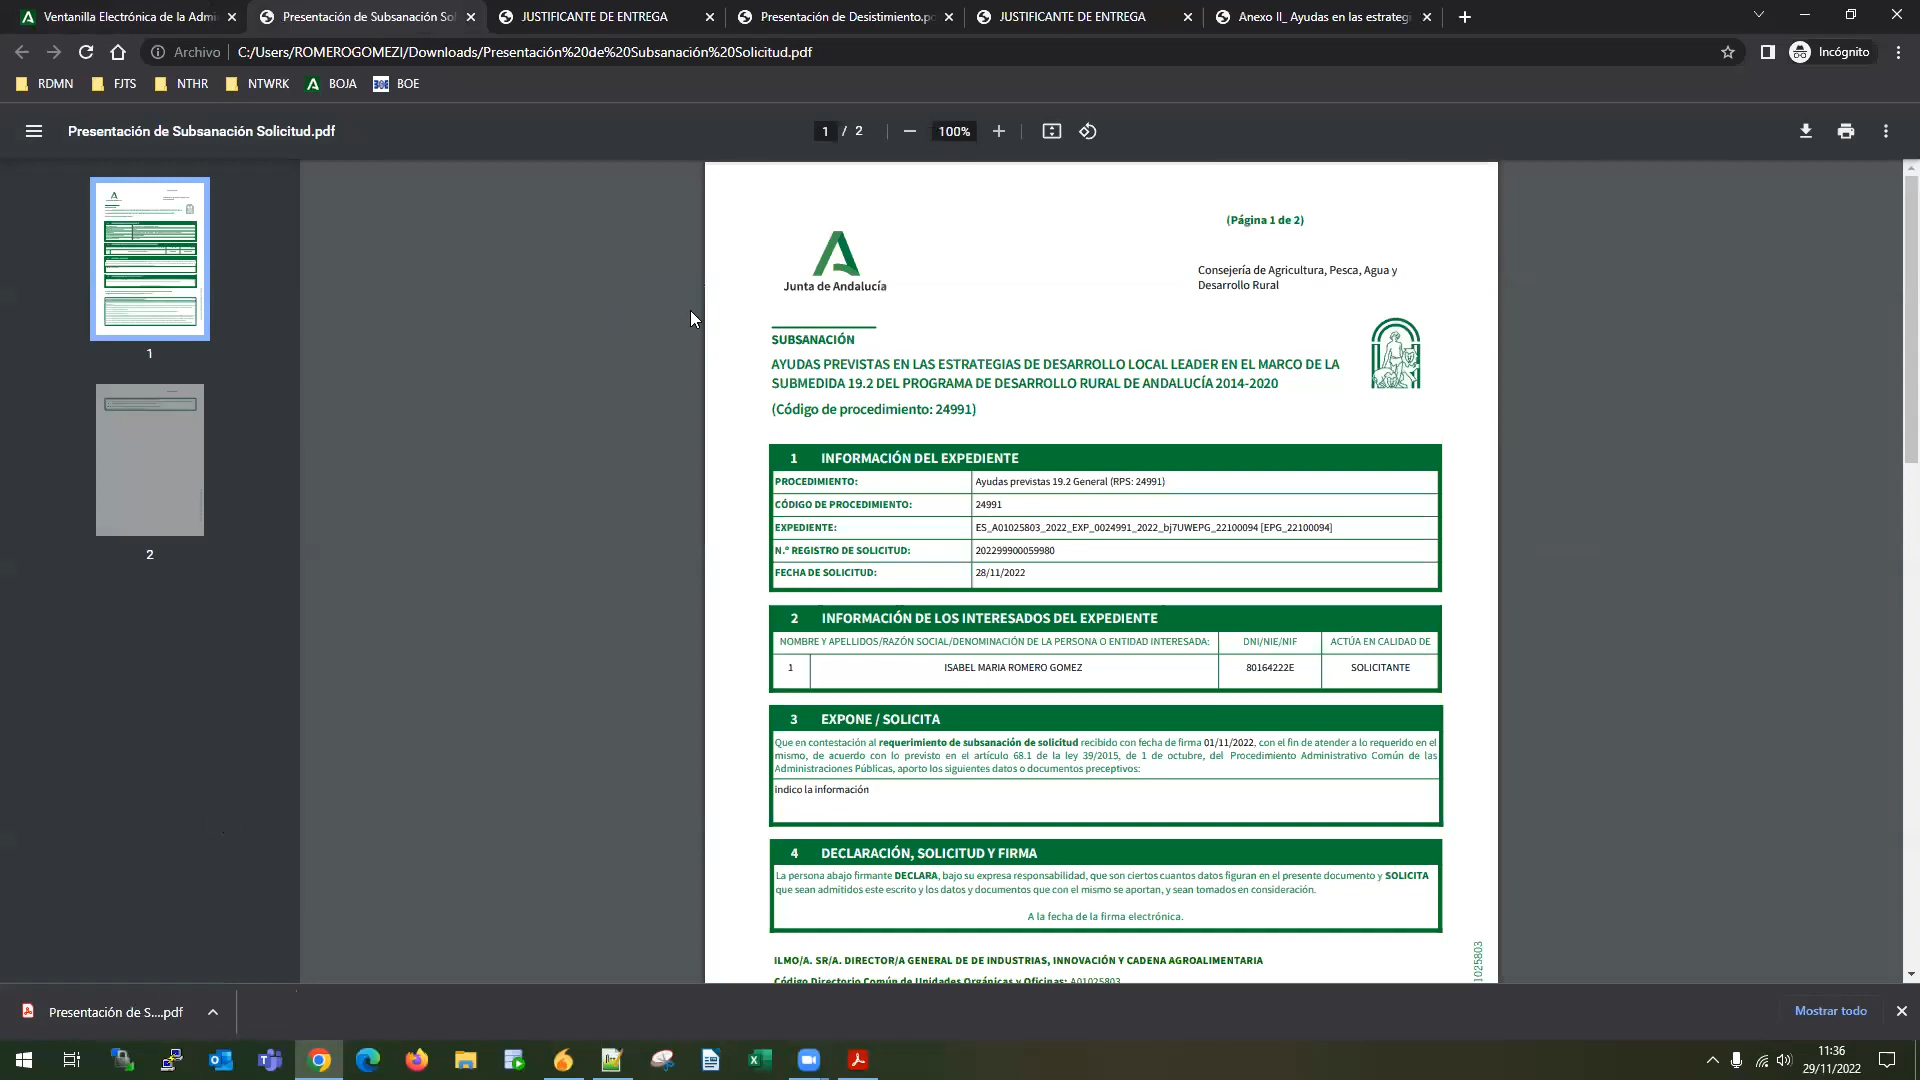 Ventanilla Electrónica de la Admi
Presentación de Subsanación Sol
JUSTIFICANTE DE ENTREGA
Presentación de Desistimiento.pd
JUSTIFICANTE DE ENTREGA
Anexo II_ Ayudas en las estrateg
Archivo
C:/Users/ROMEROGOMEZI/Downloads/Presentación%20de%20Subsanación%20Solicitud.pdf
Incógnito
RDMN
FJTS
NTHR
NTWRK
BOJA
BOE
Presentación de Subsanación Solicitud.pdf
1 / 2
100%
1
2
(Página 1 de 2)
Junta de Andalucía
Consejería de Agricultura, Pesca, Agua y
Desarrollo Rural
SUBSANACIÓN
AYUDAS PREVISTAS EN LAS ESTRATEGIAS DE DESARROLLO LOCAL LEADER EN EL MARCO DE LA
SUBMEDIDA 19.2 DEL PROGRAMA DE DESARROLLO RURAL DE ANDALUCÍA 2014-2020
(Código de procedimiento: 24991)
1 INFORMACIÓN DEL EXPEDIENTE
PROCEDIMIENTO: Ayudas previstas 19.2 General (RPS: 24991)
CÓDIGO DE PROCEDIMIENTO: 24991
EXPEDIENTE: ES_A01025803_2022_EXP_0024991_2022_bj7UWEPG_22100094 [EPG_22100094]
N.º REGISTRO DE SOLICITUD: 202299900059980
FECHA DE SOLICITUD: 28/11/2022
2 INFORMACIÓN DE LOS INTERESADOS DEL EXPEDIENTE
NOMBRE Y APELLIDOS/RAZÓN SOCIAL/DENOMINACIÓN DE LA PERSONA O ENTIDAD INTERESADA: DNI/NIE/NIF ACTÚA EN CALIDAD DE
1 ISABEL MARIA ROMERO GOMEZ 80164222E SOLICITANTE
3 EXPONE / SOLICITA
Que en contestación al requerimiento de subsanación de solicitud recibido con fecha de firma 01/11/2022, con el fin de atender a lo requerido en el
mismo, de acuerdo con lo previsto en el artículo 68.1 de la ley 39/2015, de 1 de octubre, del Procedimiento Administrativo Común de las
Administraciones Públicas, aporto los siguientes datos o documentos preceptivos:
indico la información
4 DECLARACIÓN, SOLICITUD Y FIRMA
La persona abajo firmante DECLARA, bajo su expresa responsabilidad, que son ciertos cuantos datos figuran en el presente documento y SOLICITA
que sean admitidos este escrito y los datos y documentos que con el mismo se aportan, y sean tomados en consideración.
A la fecha de la firma electrónica.
ILMO/A. SR/A. DIRECTOR/A GENERAL DE DE INDUSTRIAS, INNOVACIÓN Y CADENA AGROALIMENTARIA
Código Directorio Común de Unidades Orgánicas y Oficinas: A01025803
1025803
Presentación de S....pdf
Mostrar todo
11:36
29/11/2022